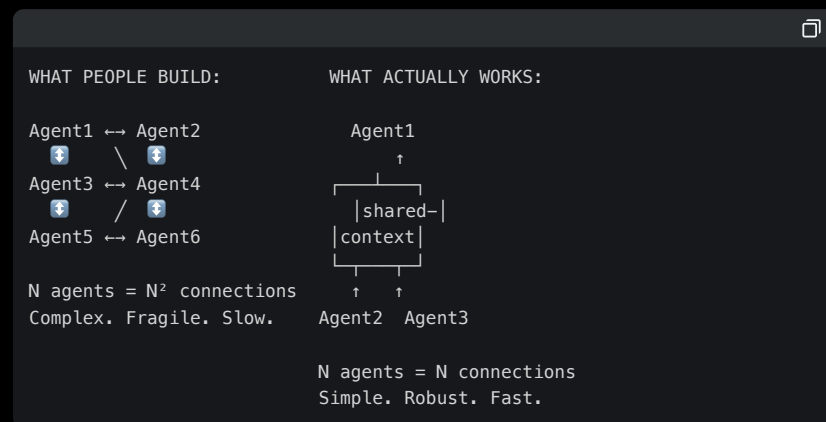 WHAT PEOPLE BUILD: WHAT ACTUALLY WORKS:
Agent1 ←→ Agent2 Agent1
↕️ \ ↕️ ↑
Agent3 ←→ Agent4 ┌───┴───┐
↕️ / ↕️ │shared-│
Agent5 ←→ Agent6 │context│
└─┬───┬─┘
N agents = N² connections ↑ ↑
Complex. Fragile. Slow. Agent2 Agent3
N agents = N connections
Simple. Robust. Fast.